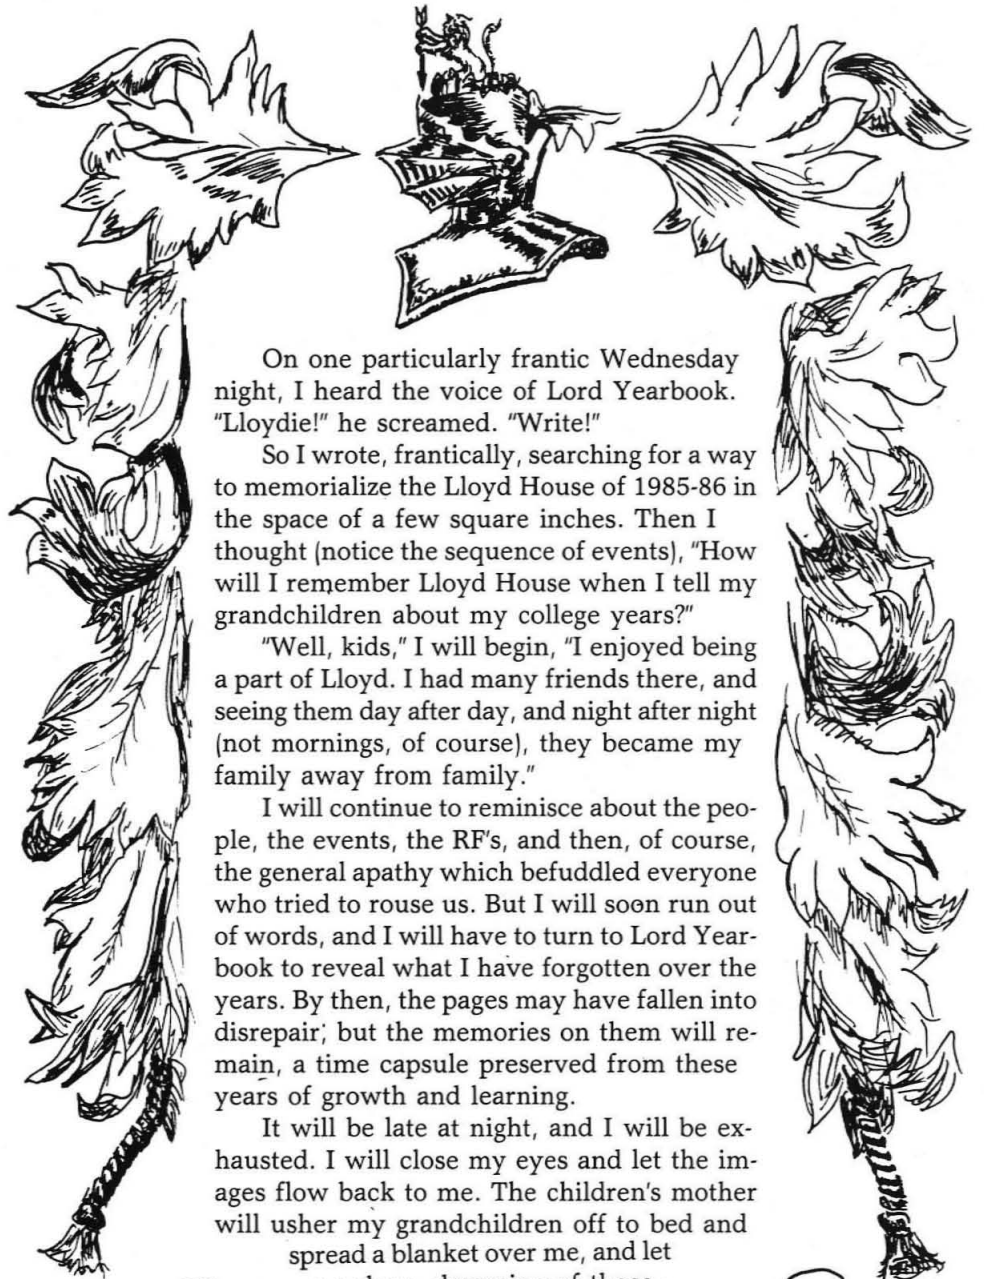 On one particularly frantic Wednesday
night, I heard the voice of Lord Yearbook.
"Lloydie!" he screamed. "Write!"
So I wrote, frantically, searching for a way
to memorialize the Lloyd House of 1985-86 in
the space of a few square inches. Then I
thought (notice the sequence of events), "How
will I remember Lloyd House when I tell my
grandchildren about my college years?"
"Well, kids," I will begin, "I enjoyed being
a part of Lloyd. I had many friends there, and
seeing them day after day, and night after night
(not mornings, of course), they became my
family away from family."
I will continue to reminisce about the peo-
ple, the events, the RF's, and then, of course,
the general apathy which befuddled everyone
who tried to rouse us. But I will soon run out
of words, and I will have to turn to Lord Year-
book to reveal what I have forgotten over the
years. By then, the pages may have fallen into
disrepair; but the memories on them will re-
main, a time capsule preserved from these
years of growth and learning.
It will be late at night, and I will be ex-
hausted. I will close my eyes and let the im-
ages flow back to me. The children's mother
will usher my grandchildren off to bed and
spread a blanket over me, and let